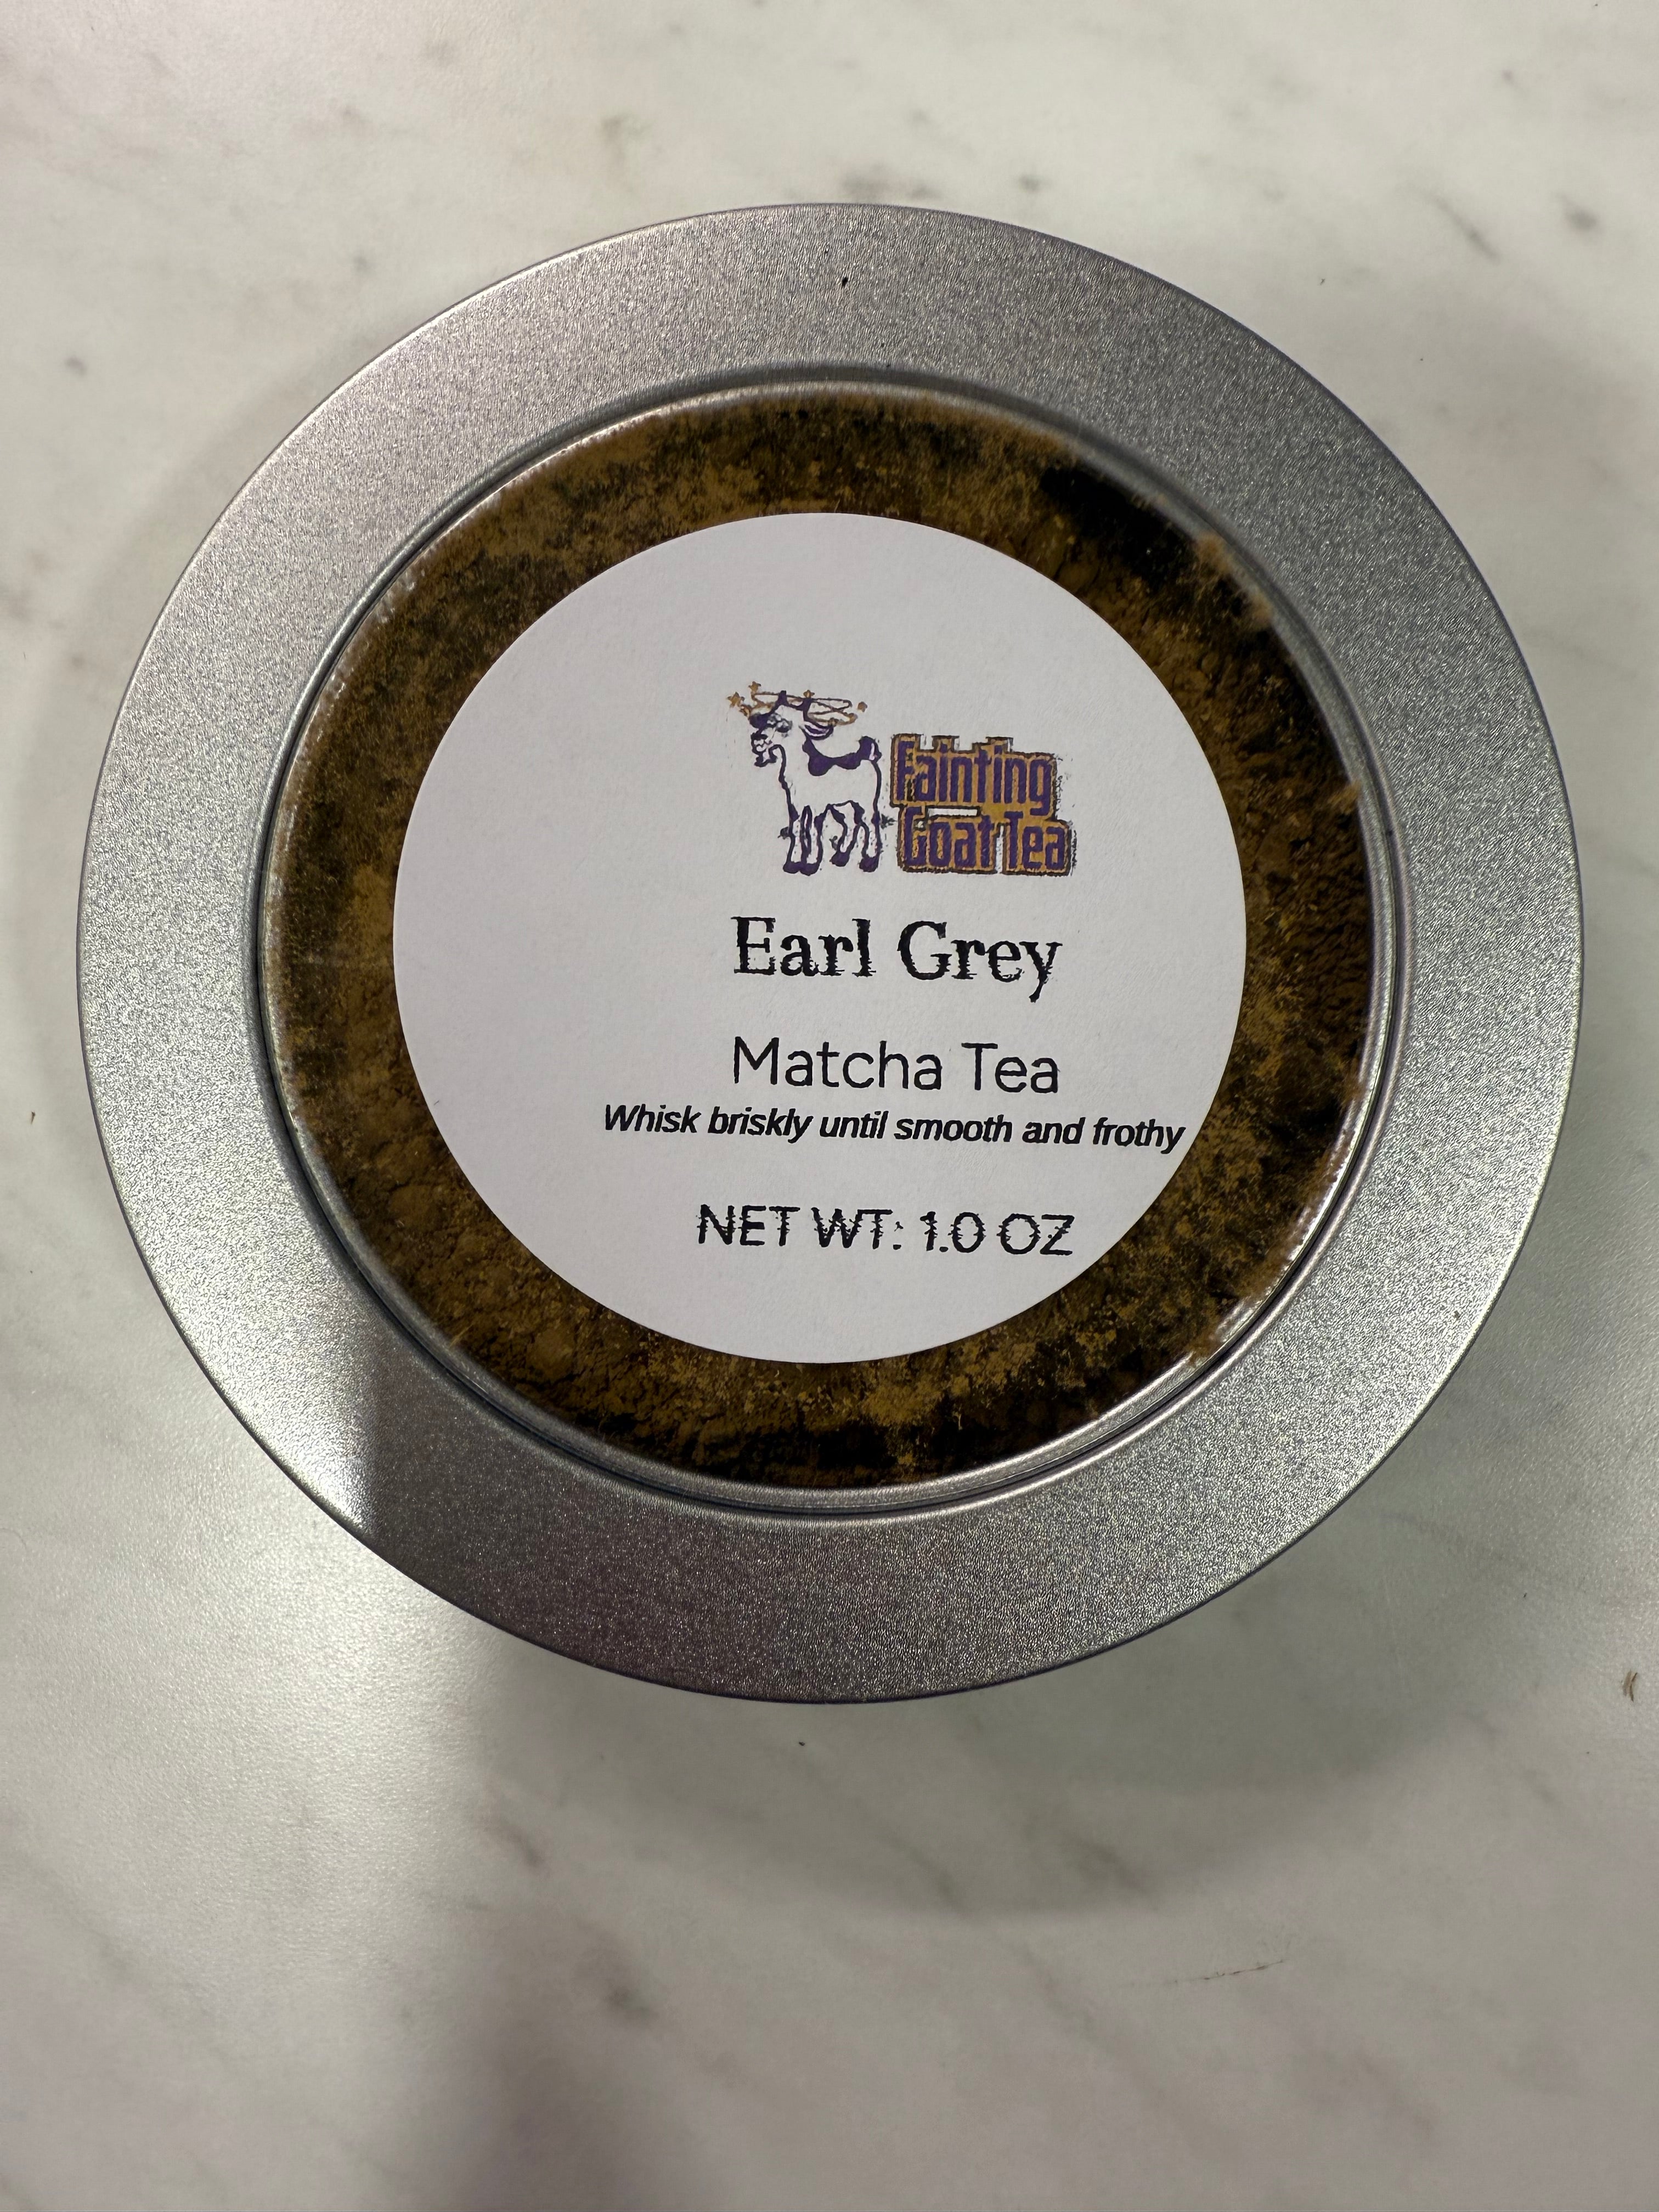 Fainting
Goat Tea
Earl Grey
Matcha Tea
Whisk briskly until smooth and frothy
NET WT: 1.0 OZ